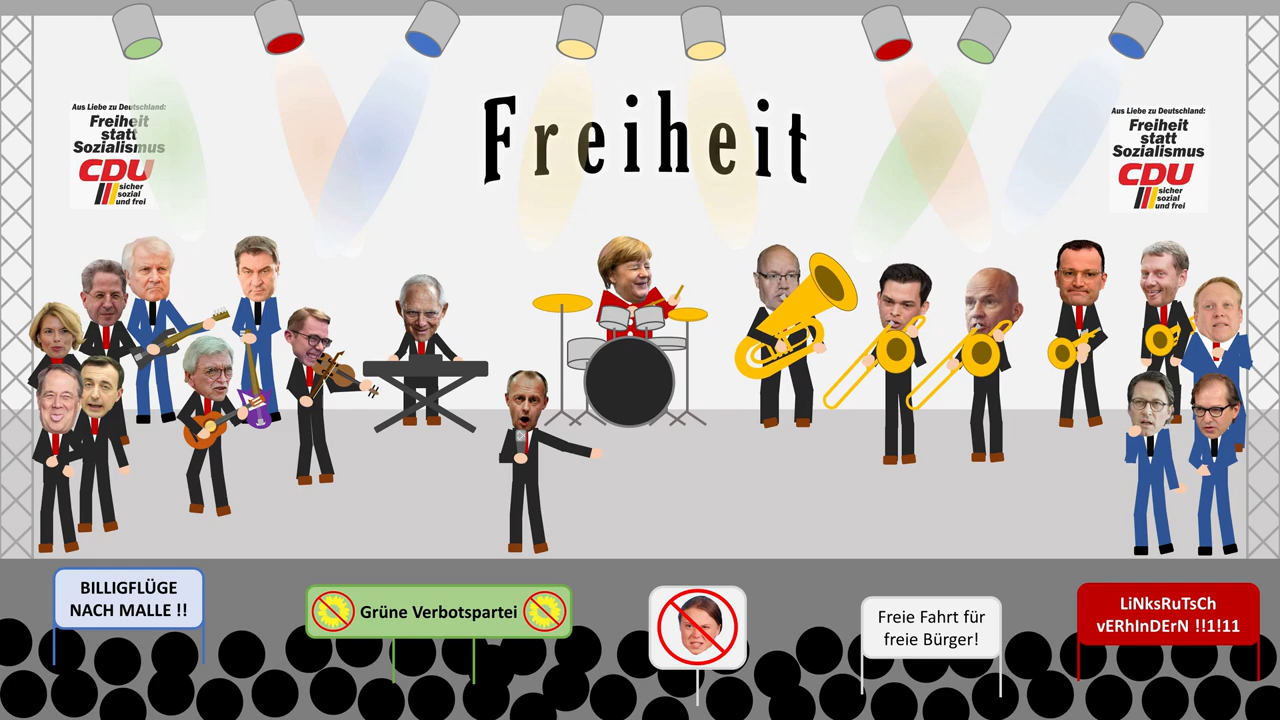 Freiheit
Aus Liebe zu Deutschland:
Freiheit
statt
Sozialismus
CDU
sicher
sozial
und frei
Aus Liebe zu Deutschland:
Freiheit
statt
Sozialismus
CDU
sicher
sozial
und frei
BILLIGFLÜGE
NACH MALLE !!
Grüne Verbotspartei
Freie Fahrt für
freie Bürger!
LiNksRuTsCh
vERhInDErN !!1!11